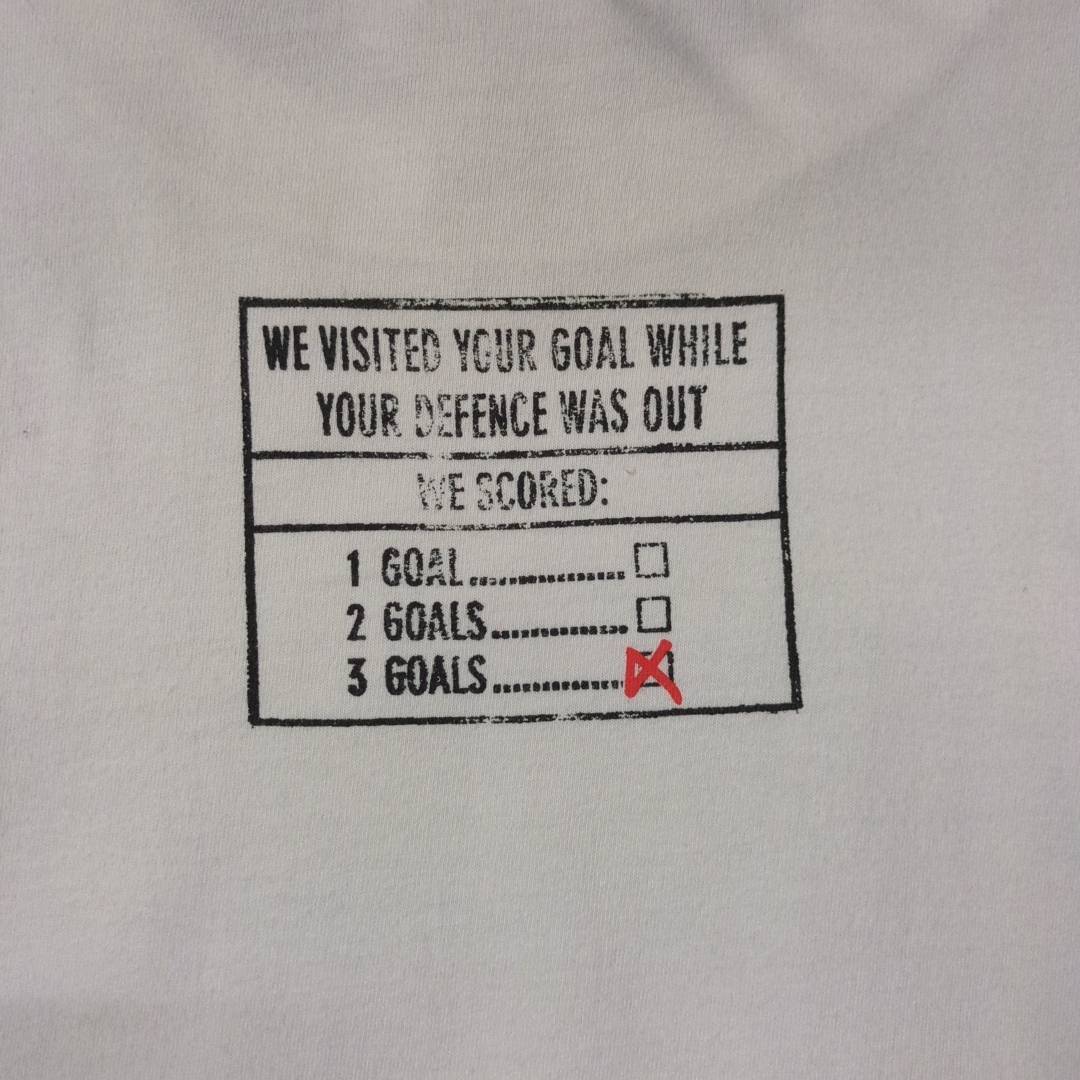 WE VISITED YOUR GOAL WHILE
YOUR DEFENCE WAS OUT
WE SCORED:
1 GOAL..............
2 GOALS..............
3 GOALS..............